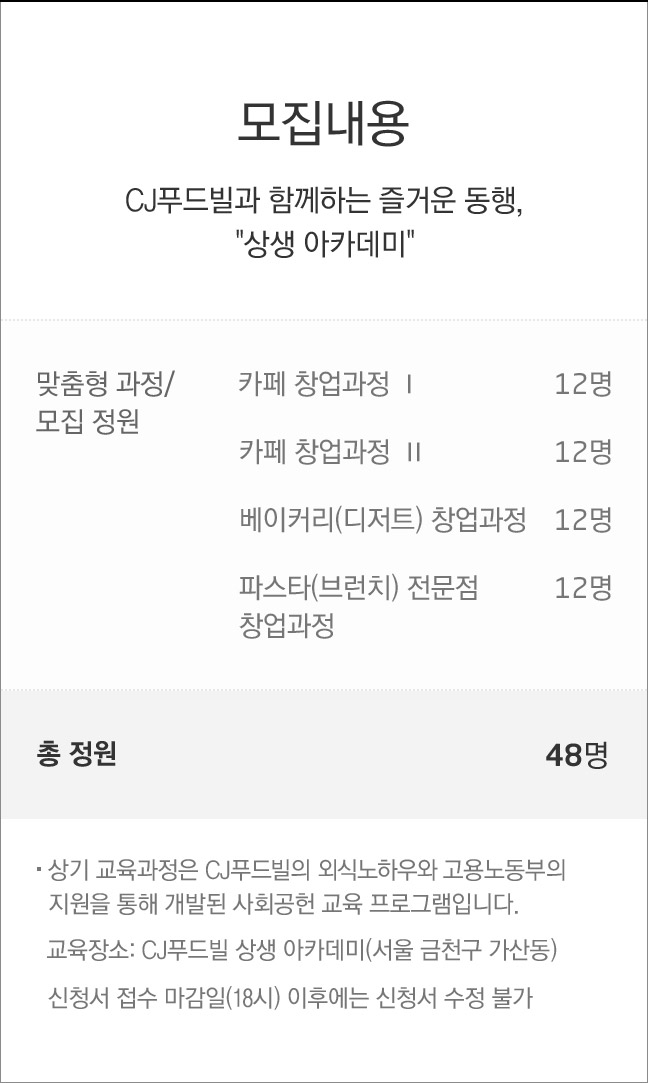 모집내용
CJ푸드빌과 함께하는 즐거운 동행,
"상생 아카데미"
맞춤형 과정/
모집 정원
카페 창업과정 Ⅰ 12명
카페 창업과정 Ⅱ 12명
베이커리(디저트) 창업과정 12명
파스타(브런치) 전문점 12명
창업과정
총 정원 48명
· 상기 교육과정은 CJ푸드빌의 외식노하우와 고용노동부의
지원을 통해 개발된 사회공헌 교육 프로그램입니다.
교육장소: CJ푸드빌 상생 아카데미(서울 금천구 가산동)
신청서 접수 마감일(18시) 이후에는 신청서 수정 불가